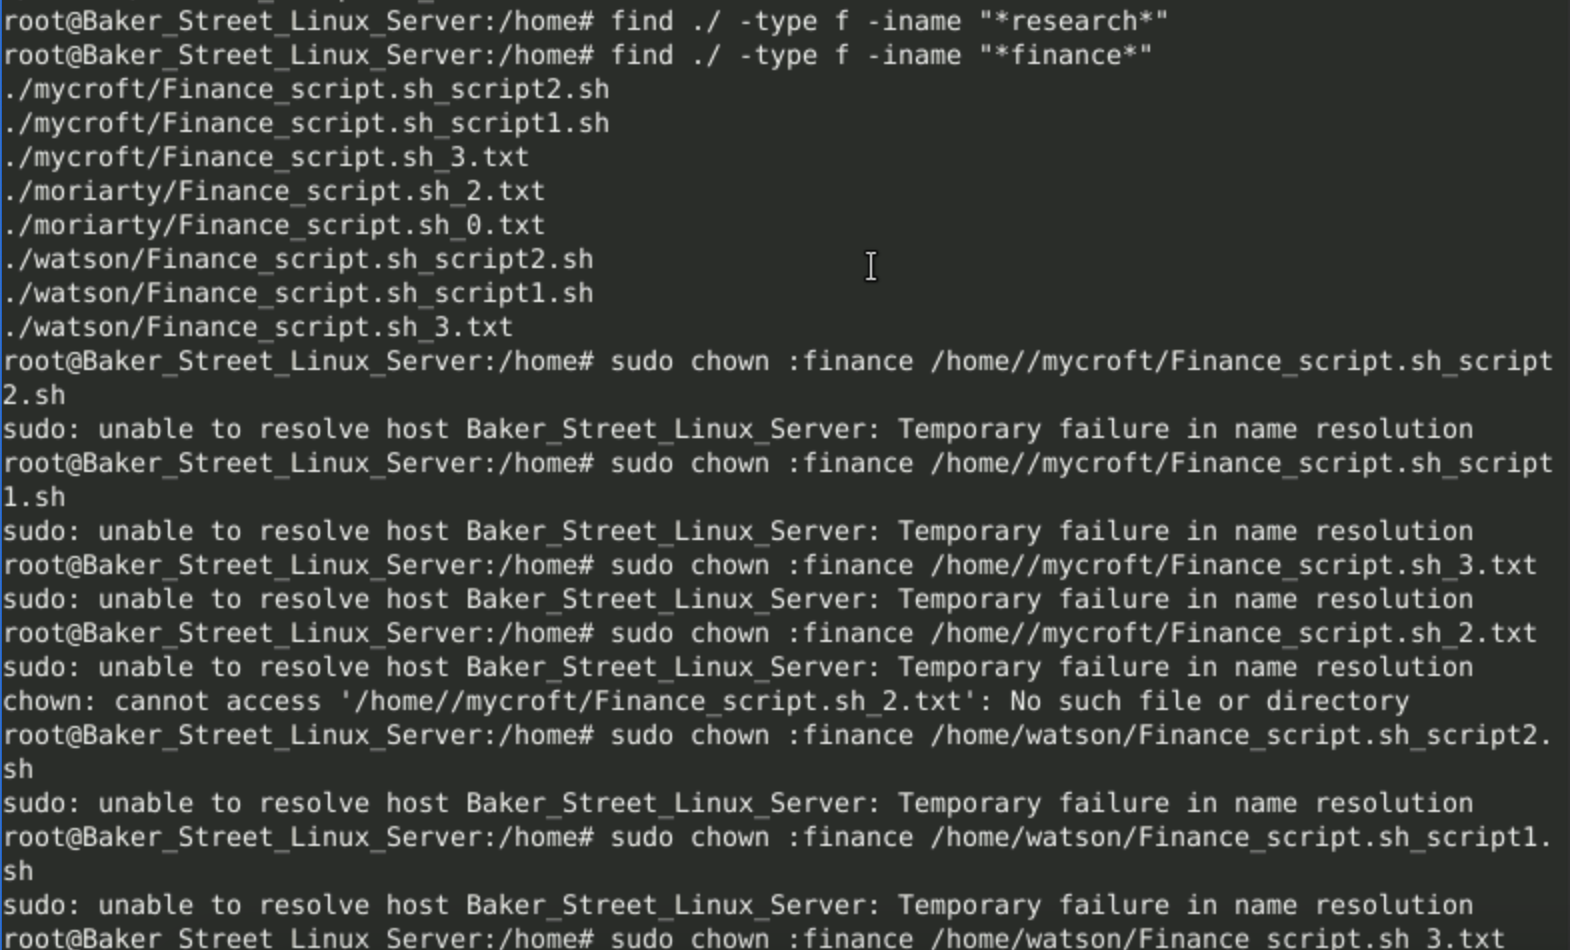 root@Baker_Street_Linux_Server:/home# find ./ -type f -iname "*research*"
root@Baker_Street_Linux_Server:/home# find ./ -type f -iname "*finance*"
./mycroft/Finance_script.sh_script2.sh
./mycroft/Finance_script.sh_script1.sh
./mycroft/Finance_script.sh_3.txt
./moriarty/Finance_script.sh_2.txt
./moriarty/Finance_script.sh_0.txt
./watson/Finance_script.sh_script2.sh
./watson/Finance_script.sh_script1.sh
./watson/Finance_script.sh_3.txt
root@Baker_Street_Linux_Server:/home# sudo chown :finance /home//mycroft/Finance_script.sh_script
2.sh
sudo: unable to resolve host Baker_Street_Linux_Server: Temporary failure in name resolution
root@Baker_Street_Linux_Server:/home# sudo chown :finance /home//mycroft/Finance_script.sh_script
1.sh
sudo: unable to resolve host Baker_Street_Linux_Server: Temporary failure in name resolution
root@Baker_Street_Linux_Server:/home# sudo chown :finance /home//mycroft/Finance_script.sh_3.txt
sudo: unable to resolve host Baker_Street_Linux_Server: Temporary failure in name resolution
root@Baker_Street_Linux_Server:/home# sudo chown :finance /home//mycroft/Finance_script.sh_2.txt
sudo: unable to resolve host Baker_Street_Linux_Server: Temporary failure in name resolution
chown: cannot access '/home//mycroft/Finance_script.sh_2.txt': No such file or directory
root@Baker_Street_Linux_Server:/home# sudo chown :finance /home/watson/Finance_script.sh_script2.
sh
sudo: unable to resolve host Baker_Street_Linux_Server: Temporary failure in name resolution
root@Baker_Street_Linux_Server:/home# sudo chown :finance /home/watson/Finance_script.sh_script1.
sh
sudo: unable to resolve host Baker_Street_Linux_Server: Temporary failure in name resolution
root@Baker_Street_Linux_Server:/home# sudo chown :finance /home/watson/Finance_script.sh_3.txt